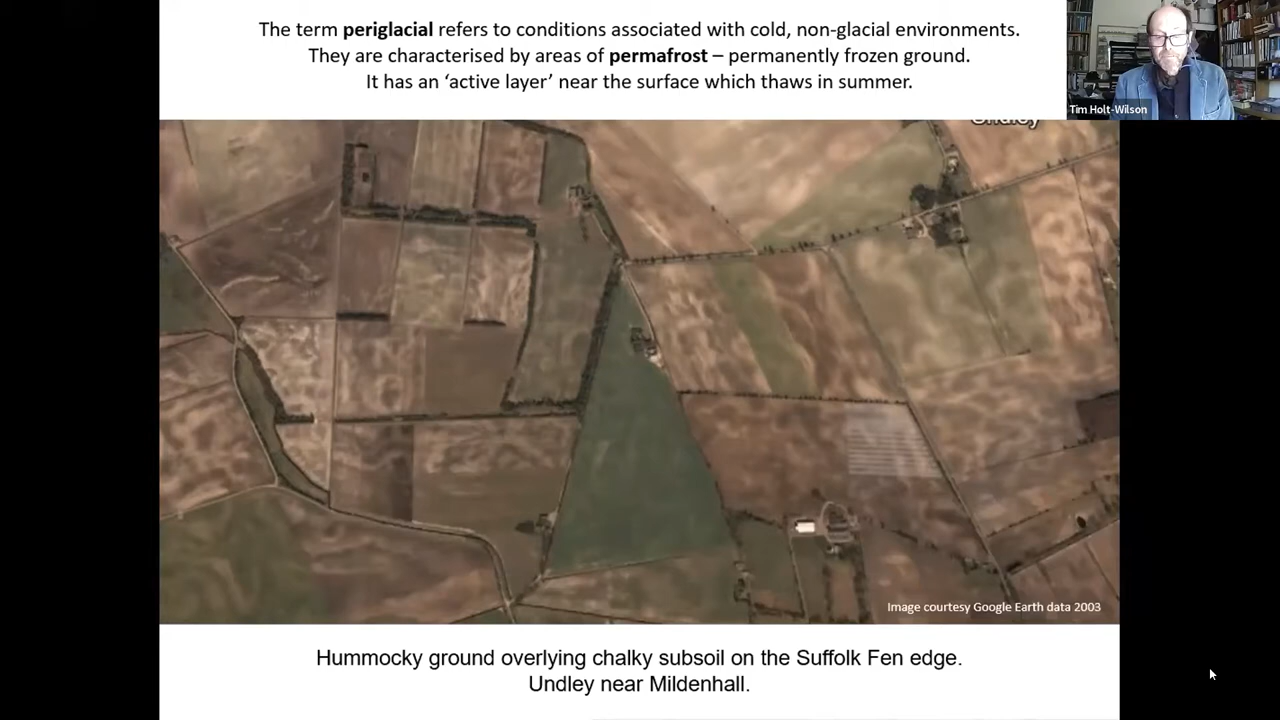 The term periglacial refers to conditions associated with cold, non-glacial environments.
They are characterised by areas of permafrost – permanently frozen ground.
It has an ‘active layer’ near the surface which thaws in summer.
Tim Holt-Wilson
Undley
Image courtesy Google Earth data 2003
Hummocky ground overlying chalky subsoil on the Suffolk Fen edge.
Undley near Mildenhall.